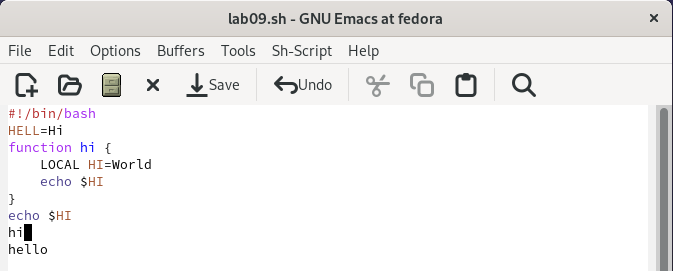 lab09.sh - GNU Emacs at fedora
File Edit Options Buffers Tools Sh-Script Help
Save Undo
#!/bin/bash
HELL=Hi
function hi {
    LOCAL HI=World
    echo $HI
}
echo $HI
hi
hello